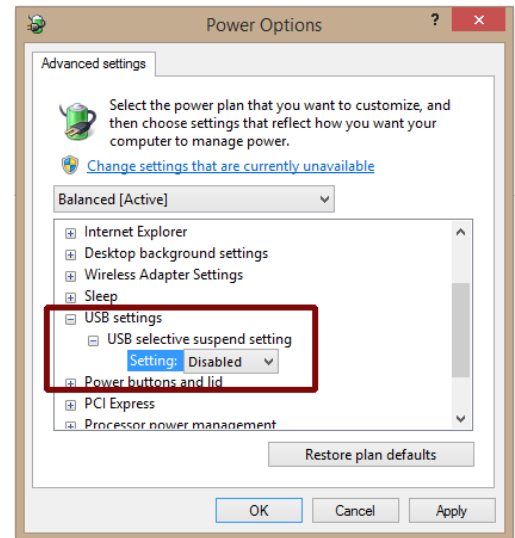 Power Options
?
Advanced settings
Select the power plan that you want to customize, and
then choose settings that reflect how you want your
computer to manage power.
Change settings that are currently unavailable
Balanced [Active]
Internet Explorer
Desktop background settings
Wireless Adapter Settings
Sleep
USB settings
USB selective suspend setting
Setting: Disabled
Power buttons and lid
PCI Express
Processor power management
Restore plan defaults
OK Cancel Apply